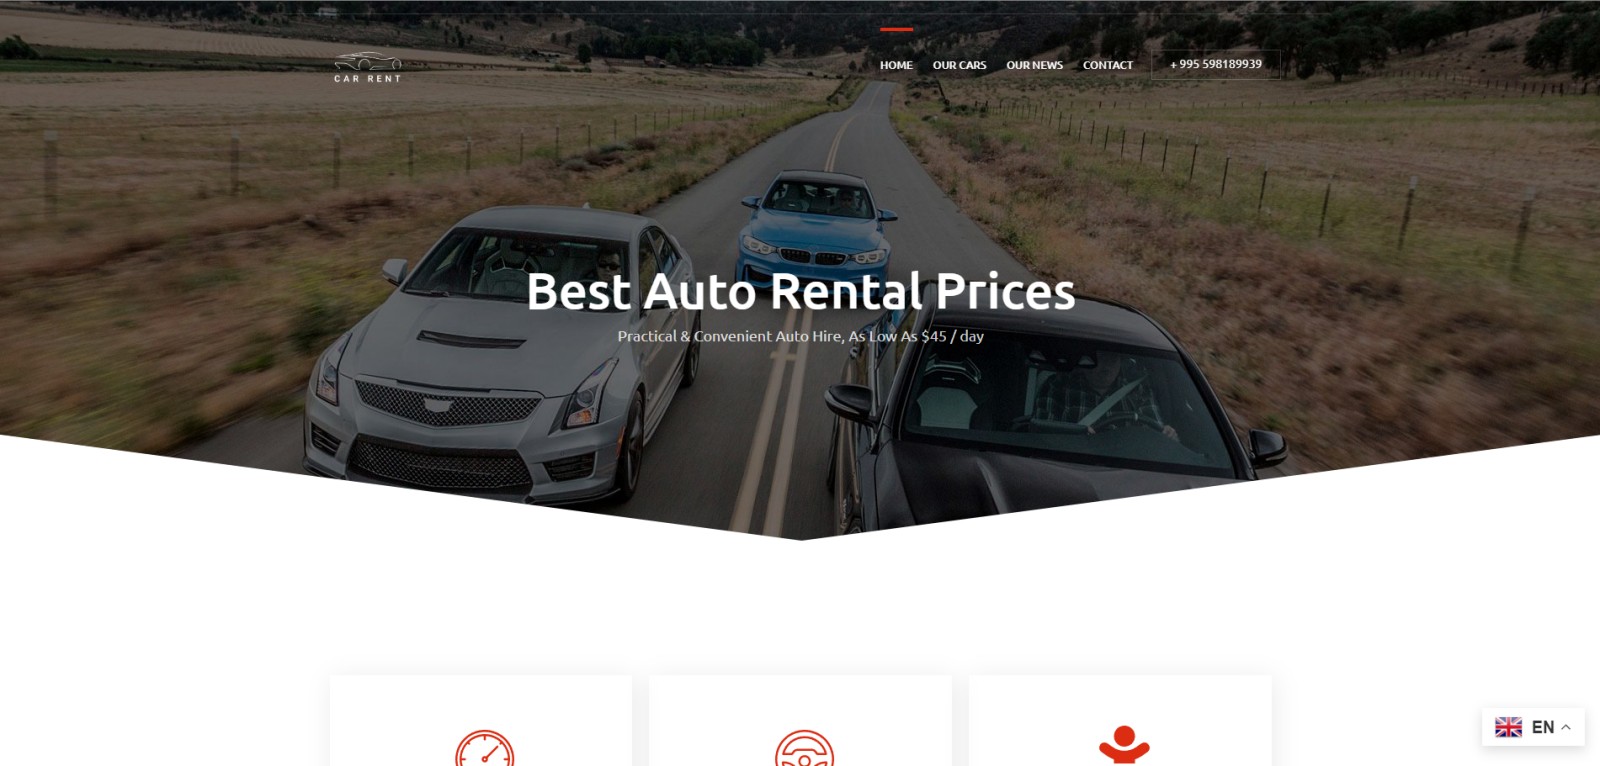 CAR RENT
HOME OUR CARS OUR NEWS CONTACT + 995 598189939
Best Auto Rental Prices
Practical & Convenient Auto Hire, As Low As $45 / day
EN